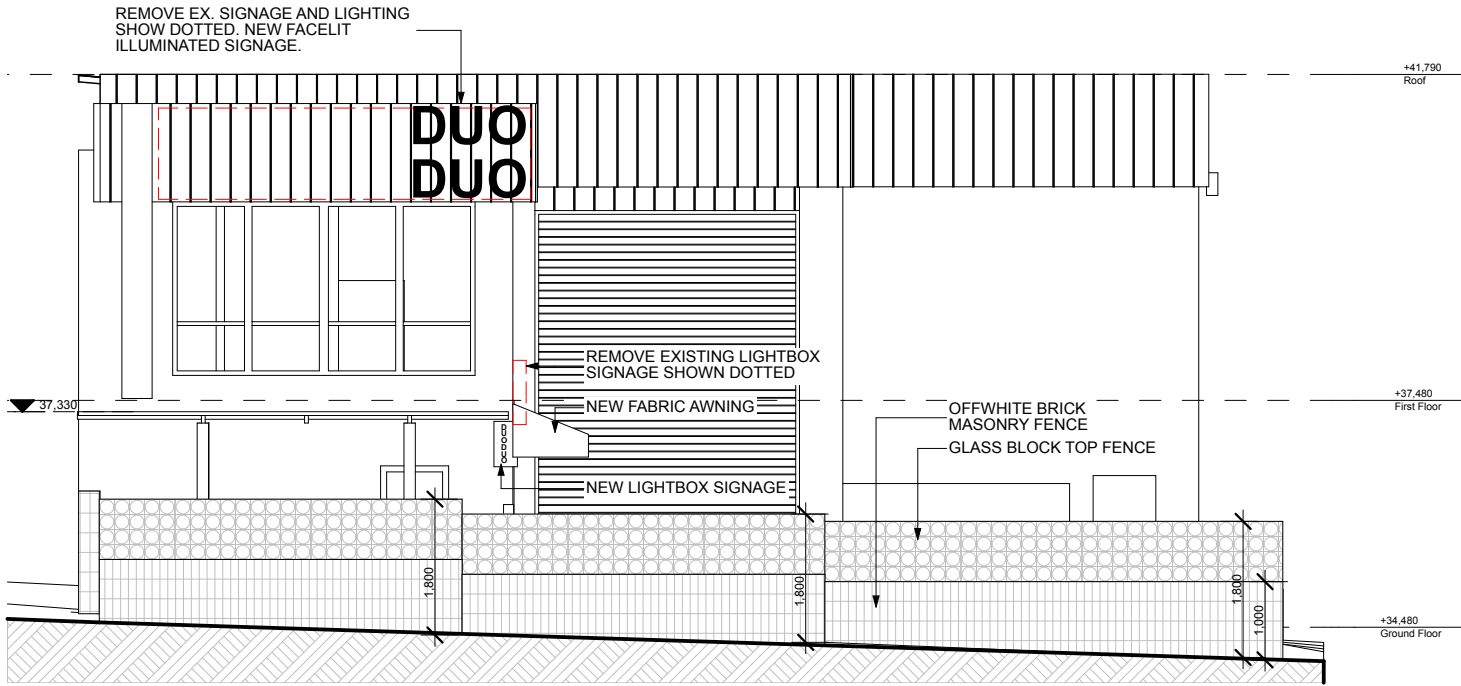 REMOVE EX. SIGNAGE AND LIGHTING
SHOW DOTTED. NEW FACELIT
ILLUMINATED SIGNAGE.
+41,790
Roof
DUO
DUO
REMOVE EXISTING LIGHTBOX
SIGNAGE SHOWN DOTTED
37,330
+37,480
First Floor
NEW FABRIC AWNING
OFFWHITE BRICK
MASONRY FENCE
DUODUO
GLASS BLOCK TOP FENCE
NEW LIGHTBOX SIGNAGE
1,800
1,800
1,800
1,000
+34,480
Ground Floor